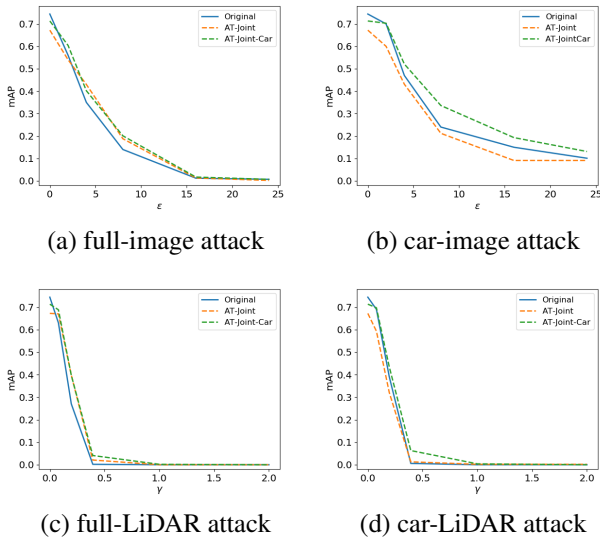 0.7
0.6
0.5
0.4
0.3
0.2
0.1
0.0
mAP
0 5 10 15 20 25
ε
Original
AT-Joint
AT-Joint-Car
(a) full-image attack
0.7
0.6
0.5
0.4
0.3
0.2
0.1
0.0
mAP
0 5 10 15 20 25
ε
Original
AT-Joint
AT-JointCar
(b) car-image attack
0.7
0.6
0.5
0.4
0.3
0.2
0.1
0.0
mAP
0.0 0.5 1.0 1.5 2.0
γ
Original
AT-Joint
AT-Joint-Car
(c) full-LiDAR attack
0.7
0.6
0.5
0.4
0.3
0.2
0.1
0.0
mAP
0.0 0.5 1.0 1.5 2.0
γ
Original
AT-Joint
AT-Joint-Car
(d) car-LiDAR attack